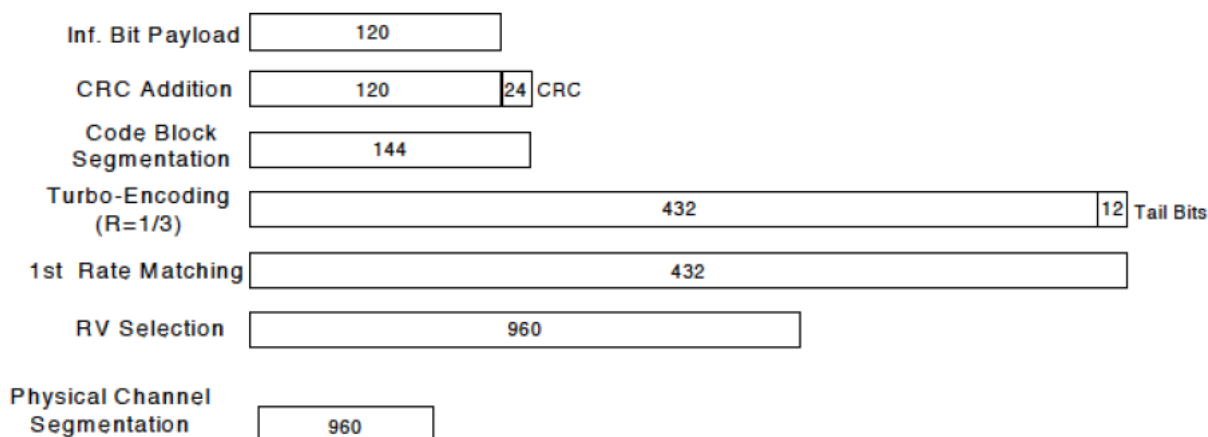 Inf. Bit Payload 120
CRC Addition 120 24 CRC
Code Block
Segmentation 144
Turbo-Encoding
(R=1/3) 432 12 Tail Bits
1st Rate Matching 432
RV Selection 960
Physical Channel
Segmentation 960